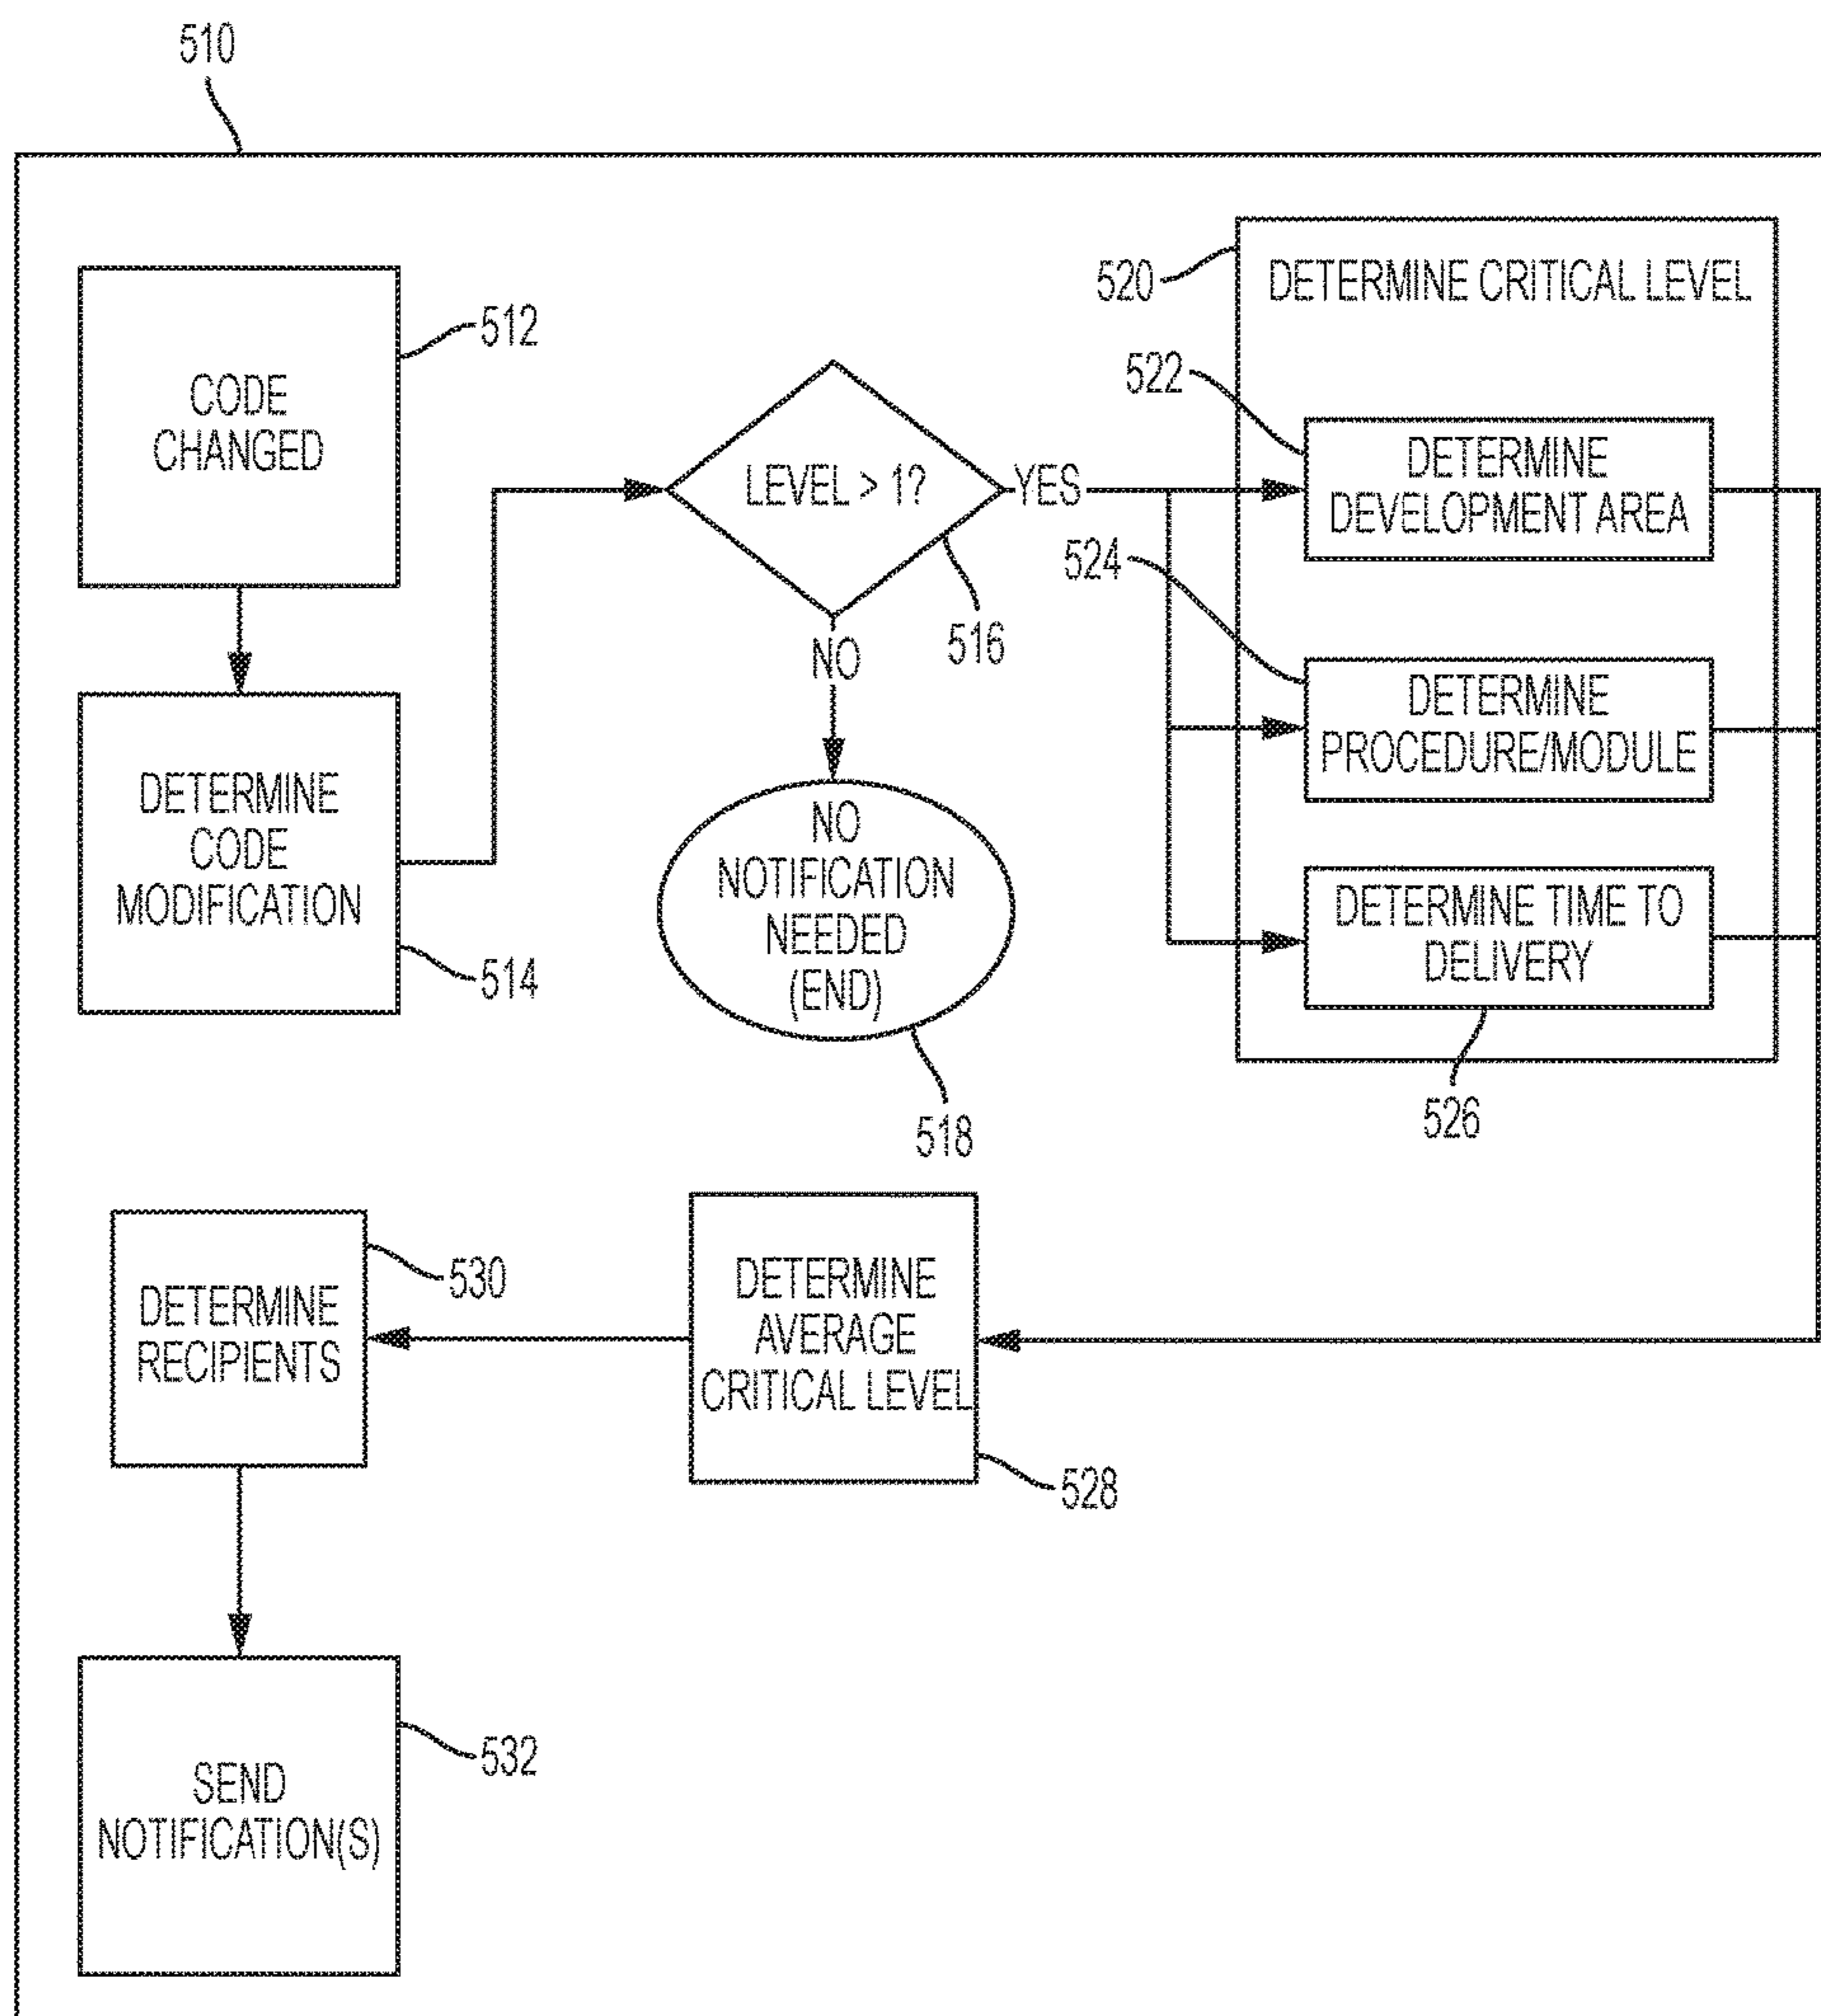 510
CODE
CHANGED
512
DETERMINE
CODE
MODIFICATION
514
LEVEL > 1?
YES
516
NO
NO
NOTIFICATION
NEEDED
(END)
518
520
DETERMINE CRITICAL LEVEL
522
DETERMINE
DEVELOPMENT AREA
524
DETERMINE
PROCEDURE/MODULE
DETERMINE TIME TO
DELIVERY
526
DETERMINE
AVERAGE
CRITICAL LEVEL
528
DETERMINE
RECIPIENTS
530
SEND
NOTIFICATION(S)
532